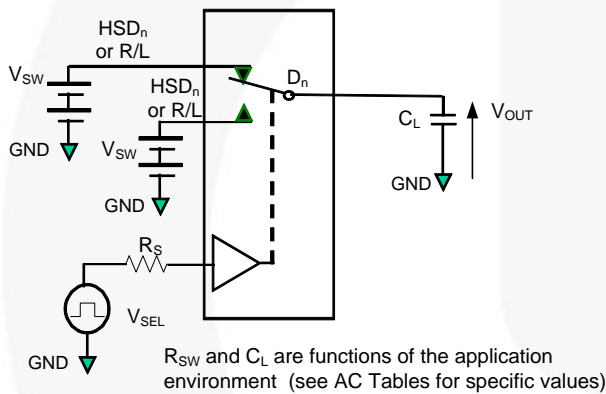 HSDn
or R/L
VSW
HSDn
or R/L
Dn
VSW
GND
CL
VOUT
GND
GND
RS
VSEL
GND
RSW and CL are functions of the application
environment (see AC Tables for specific values)